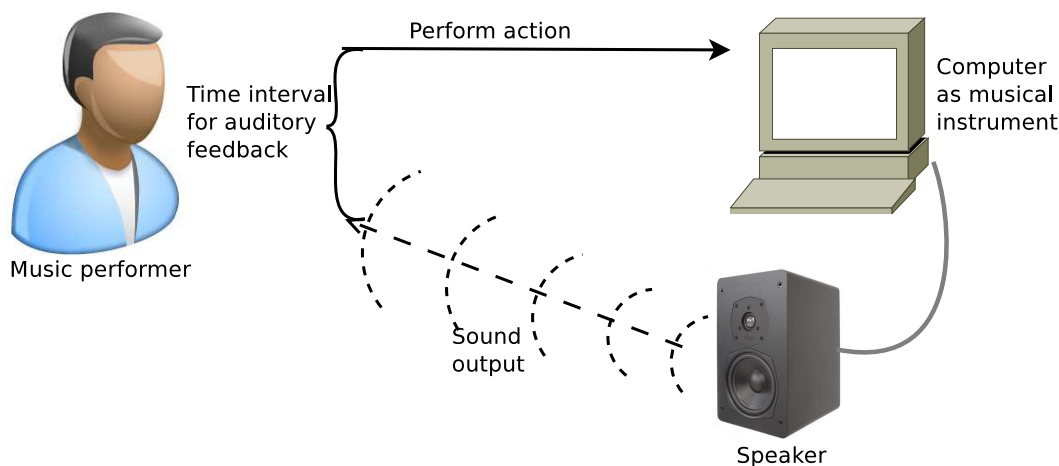 Perform action
Time interval
for auditory
feedback
Computer
as musical
instrument
Music performer
Sound
output
Speaker